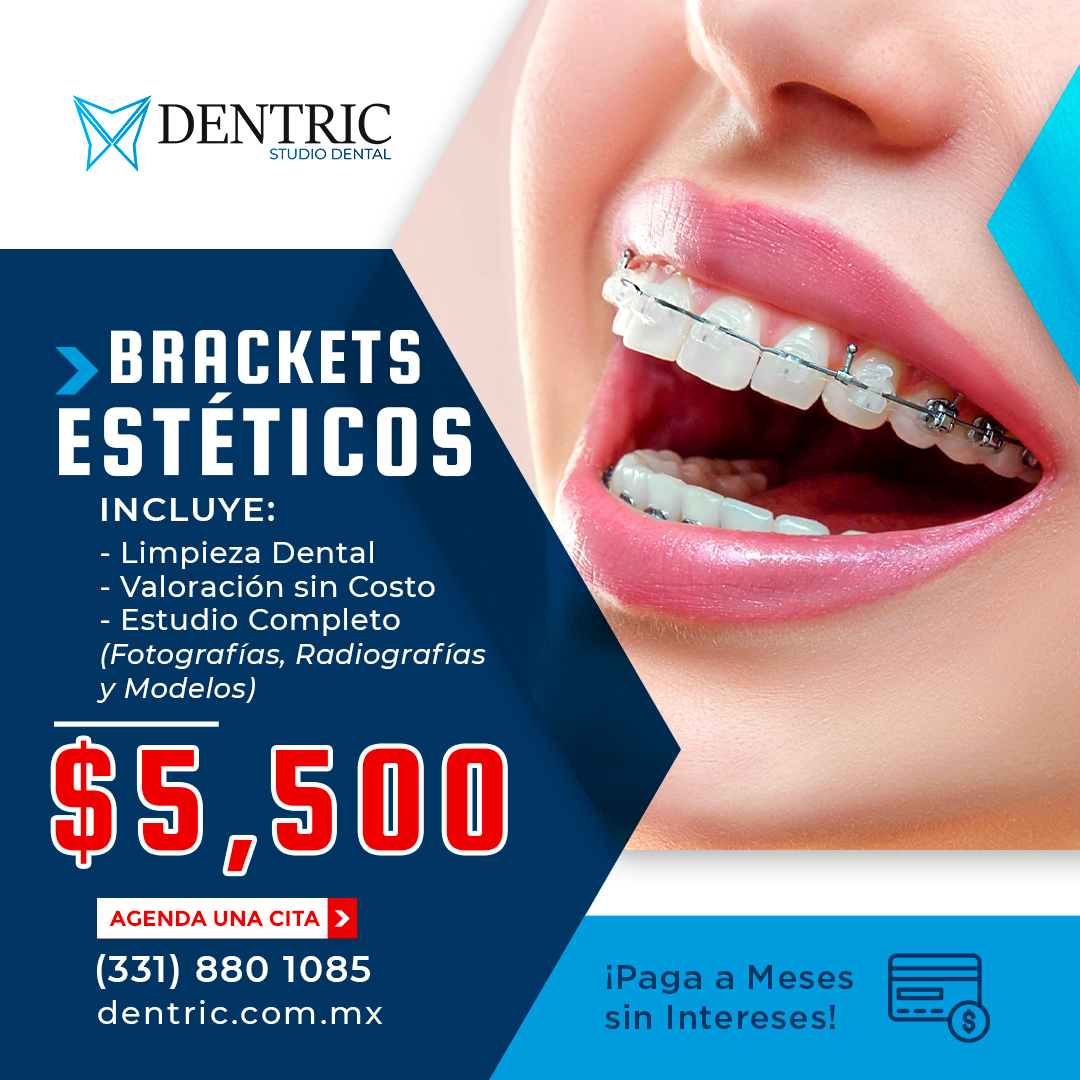 DENTRIC
STUDIO DENTAL
BRACKETS
ESTÉTICOS
INCLUYE:
- Limpieza Dental
- Valoración sin Costo
- Estudio Completo
(Fotografías, Radiografías
y Modelos)
$5,500
AGENDA UNA CITA >
(331) 880 1085
dentric.com.mx
¡Paga a Meses
sin Intereses!
$